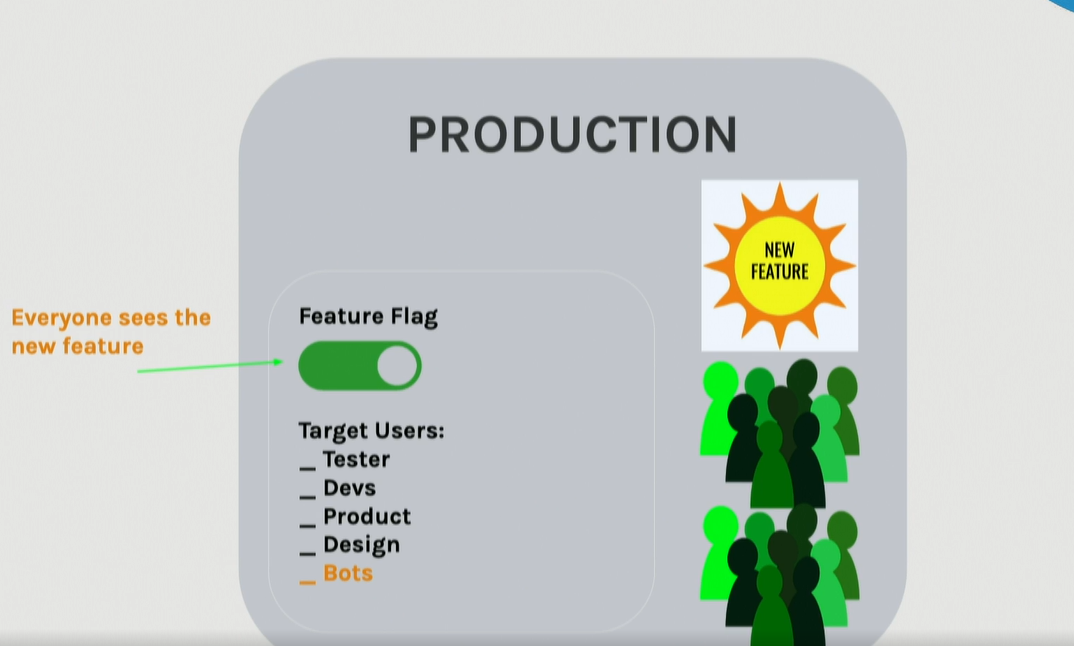 PRODUCTION
NEW
FEATURE
Everyone sees the
new feature
Feature Flag
Target Users:
_ Tester
_ Devs
_ Product
_ Design
_ Bots